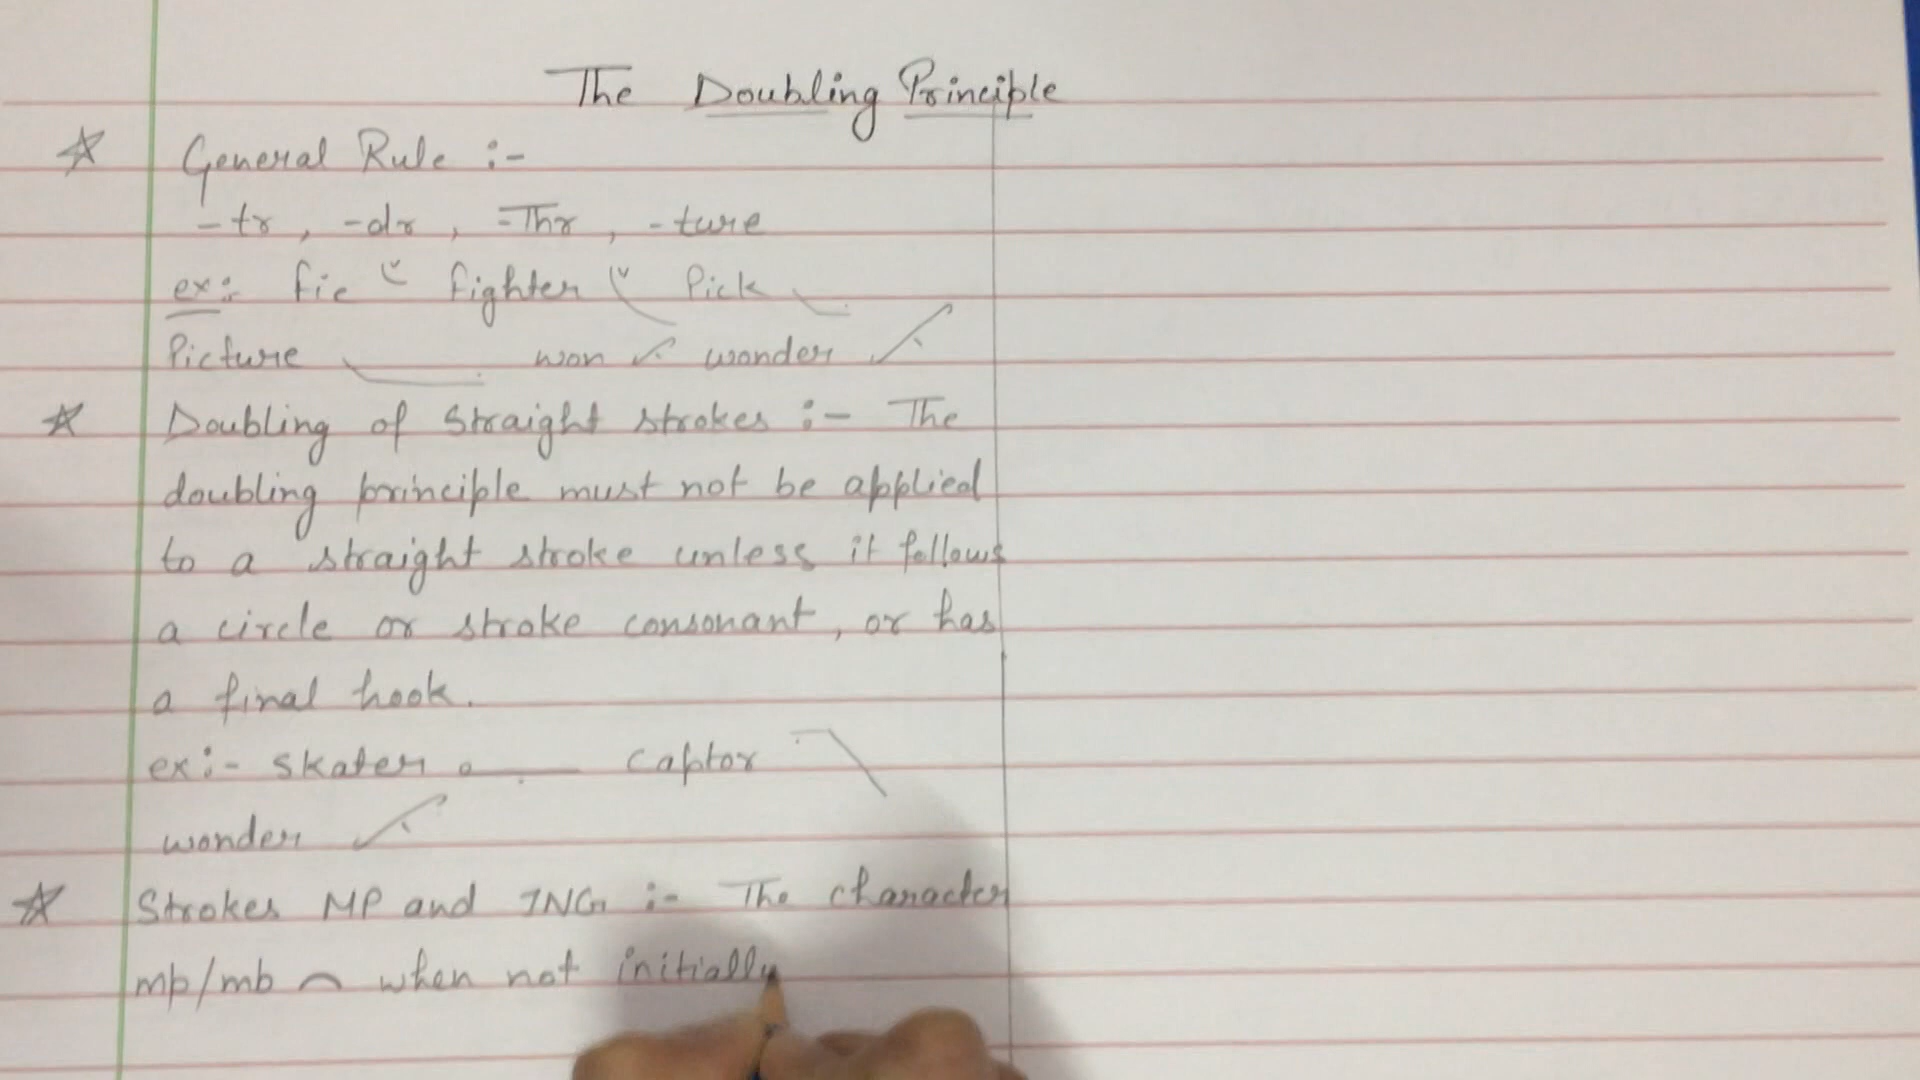 The Doubling Principle
General Rule :-
-tr, -dr, -Thr, -ture
ex:- fie fighter Pick
Picture won wonder
Doubling of Straight strokes :- The
doubling principle must not be applied
to a straight stroke unless it follows
a circle or stroke consonant, or has
a final hook.
ex:- skater captor
wonder
Strokes MP and ING :- The character
mp/mb when not initially